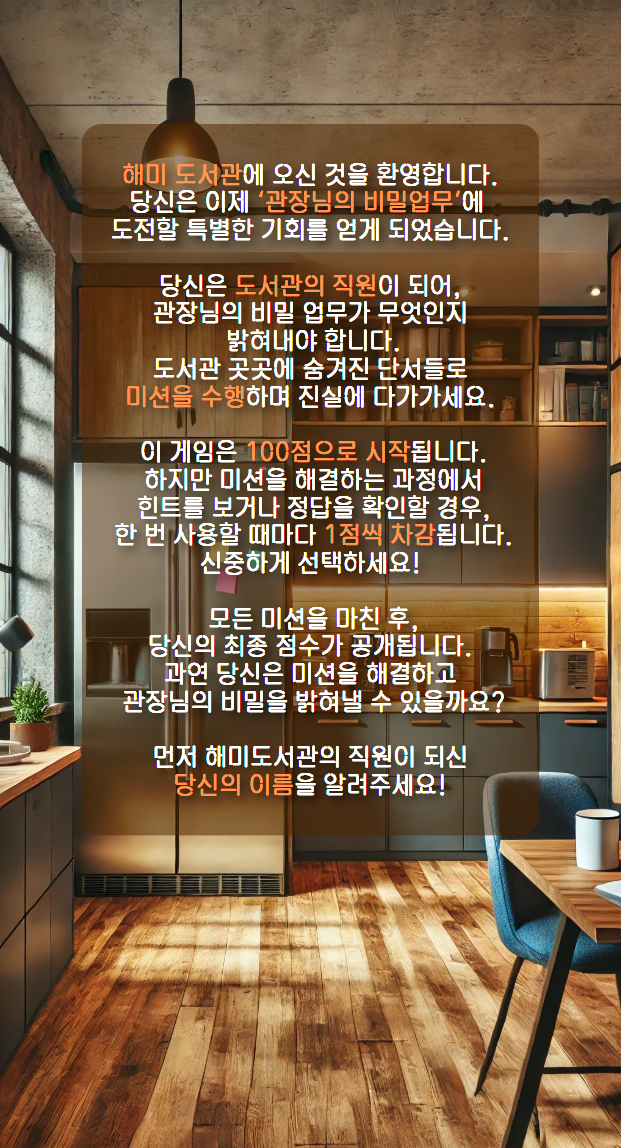 해미 도서관에 오신 것을 환영합니다.
당신은 이제 ‘관장님의 비밀업무’에
도전할 특별한 기회를 얻게 되었습니다.
당신은 도서관의 직원이 되어,
관장님의 비밀 업무가 무엇인지
밝혀내야 합니다.
도서관 곳곳에 숨겨진 단서들로
미션을 수행하며 진실에 다가가세요.
이 게임은 100점으로 시작됩니다.
하지만 미션을 해결하는 과정에서
힌트를 보거나 정답을 확인할 경우,
한 번 사용할 때마다 1점씩 차감됩니다.
신중하게 선택하세요!
모든 미션을 마친 후,
당신의 최종 점수가 공개됩니다.
과연 당신은 미션을 해결하고
관장님의 비밀을 밝혀낼 수 있을까요?
먼저 해미도서관의 직원이 되신
당신의 이름을 알려주세요!